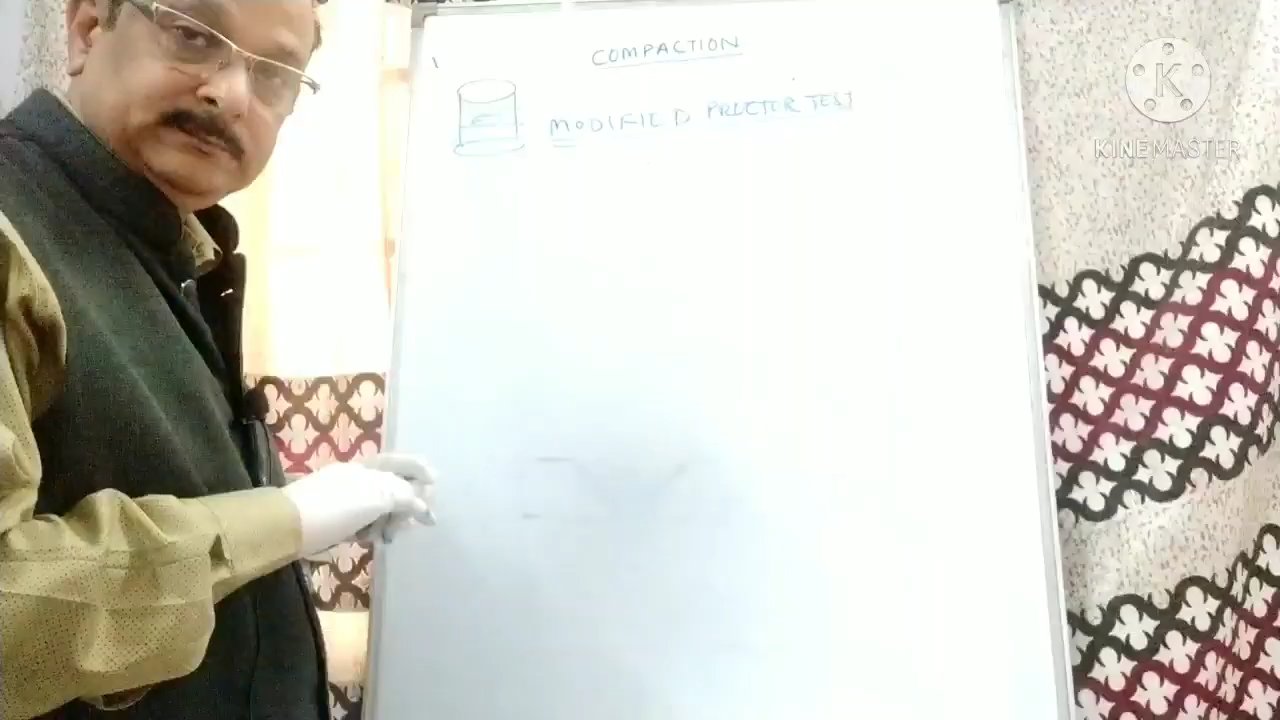 COMPACTION
MODIFIED PROCTOR TEST
K
KINEMASTER